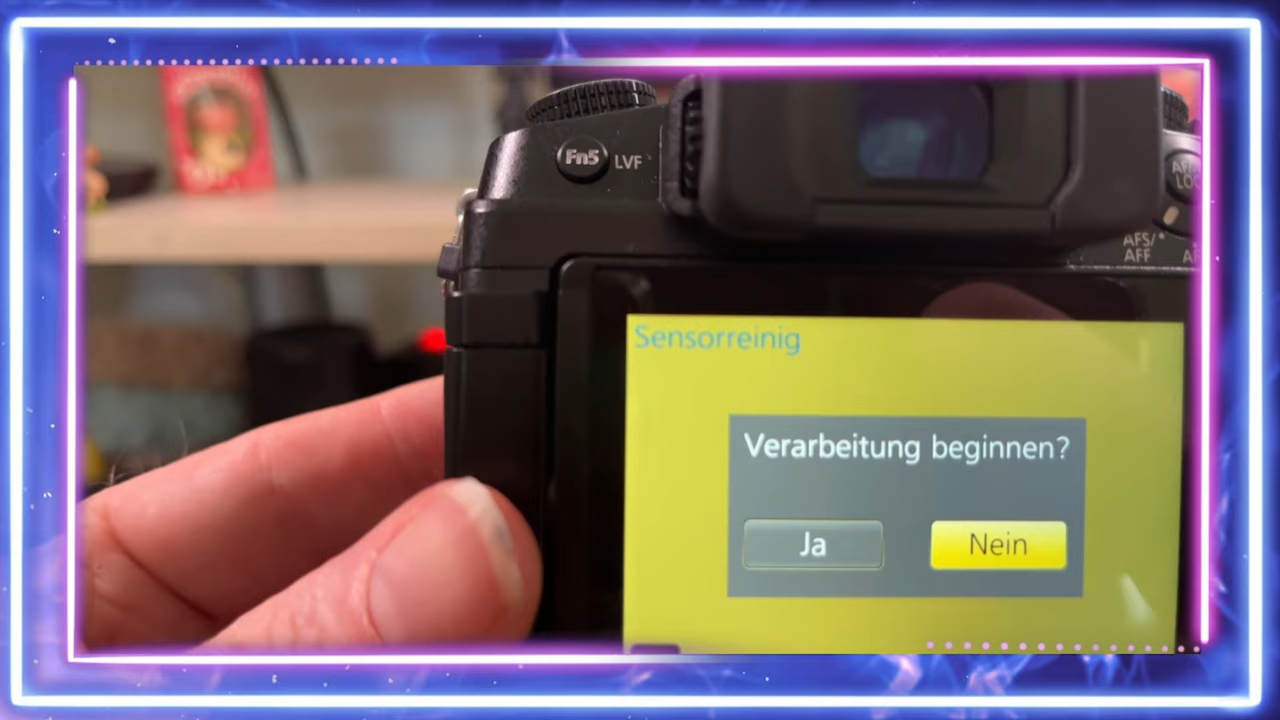 Fn5 LVF
AFS/
AFF
Sensorreinig
Verarbeitung beginnen?
Ja
Nein